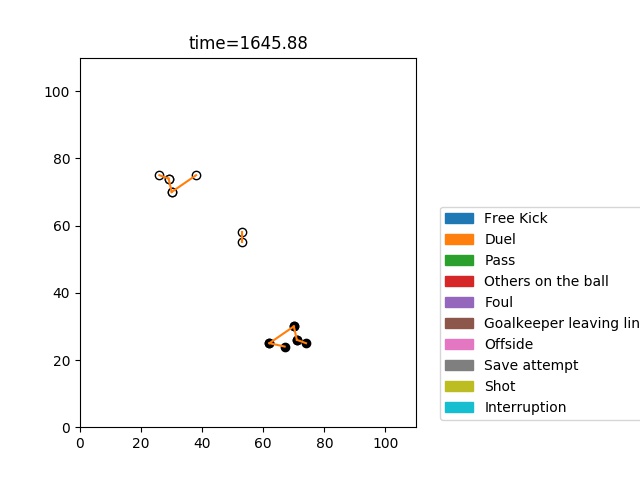 time=1645.88
100
80
60
40
20
0
0 20 40 60 80 100
Free Kick
Duel
Pass
Others on the ball
Foul
Goalkeeper leaving lin
Offside
Save attempt
Shot
Interruption